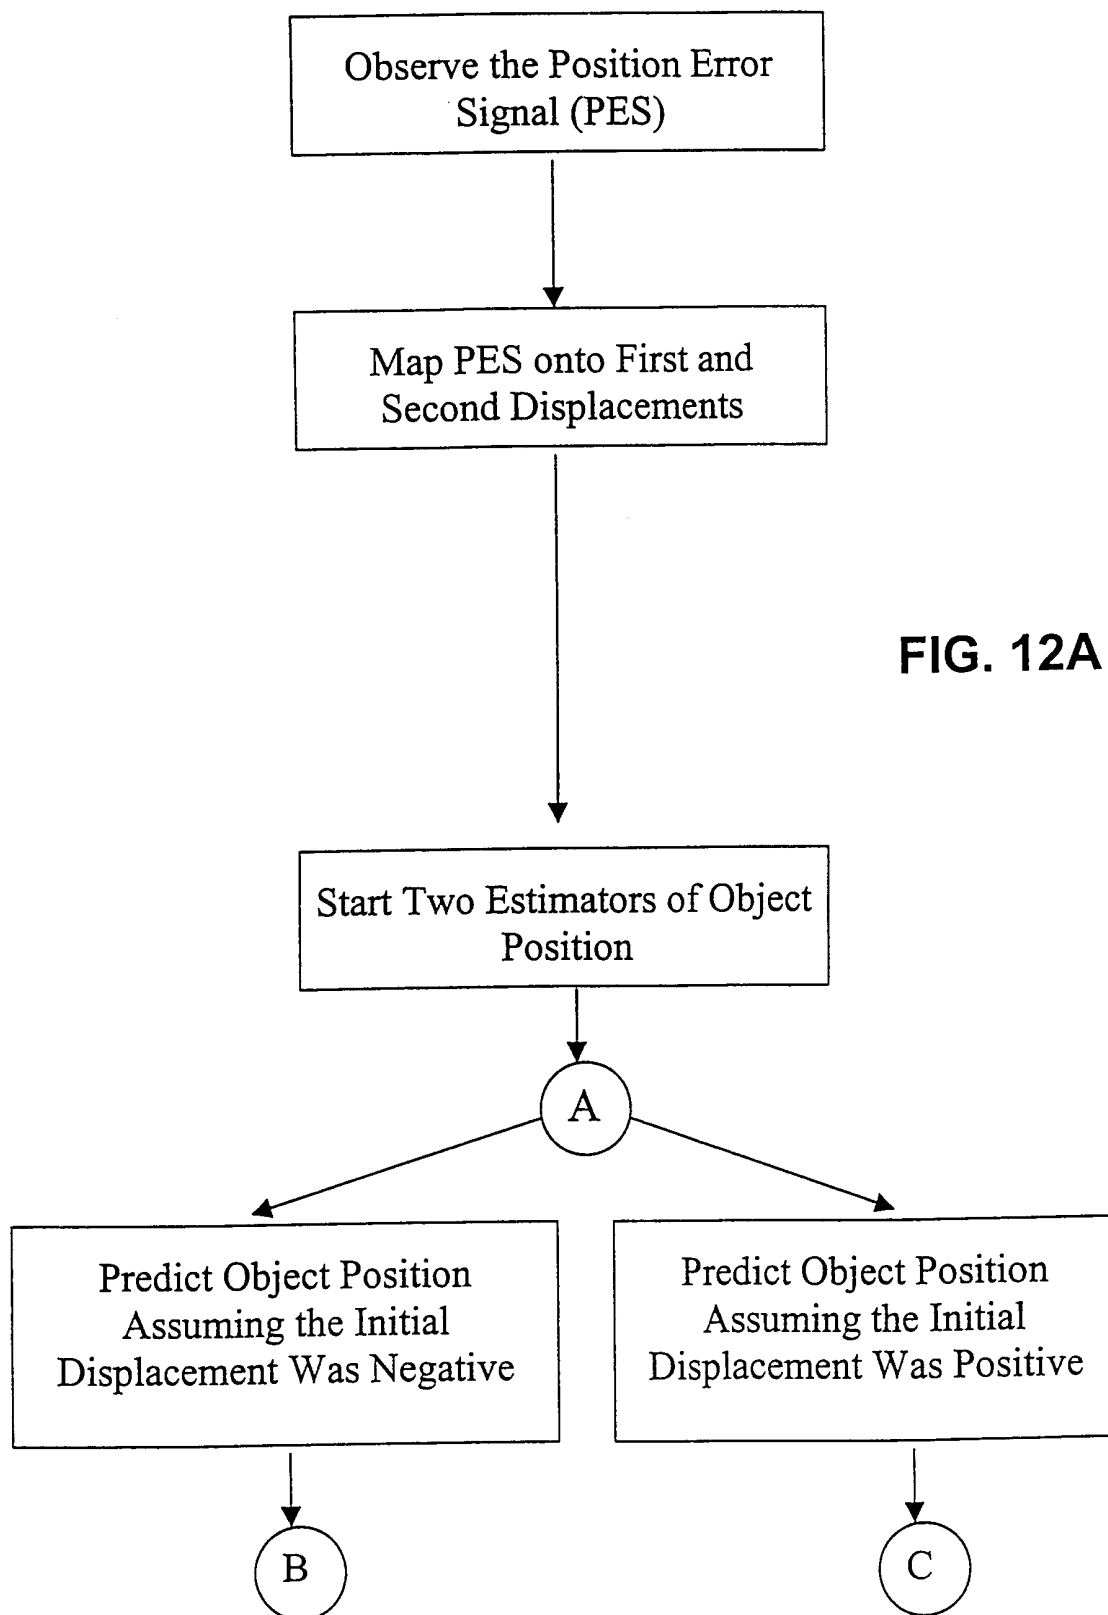 Observe the Position Error
Signal (PES)
Map PES onto First and
Second Displacements
FIG. 12A
Start Two Estimators of Object
Position
A
Predict Object Position
Assuming the Initial
Displacement Was Negative
Predict Object Position
Assuming the Initial
Displacement Was Positive
B
C